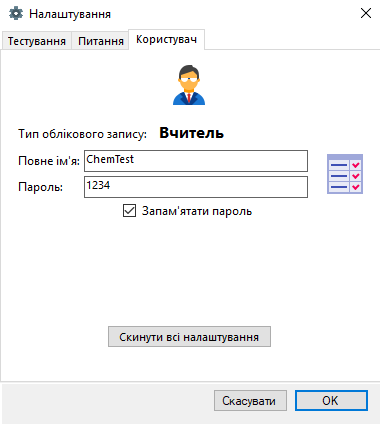 Налаштування
Тестування Питання Користувач
Тип облікового запису: Вчитель
Повне ім'я: ChemTest
Пароль: 1234
Запам'ятати пароль
Скинути всі налаштування
Скасувати OK